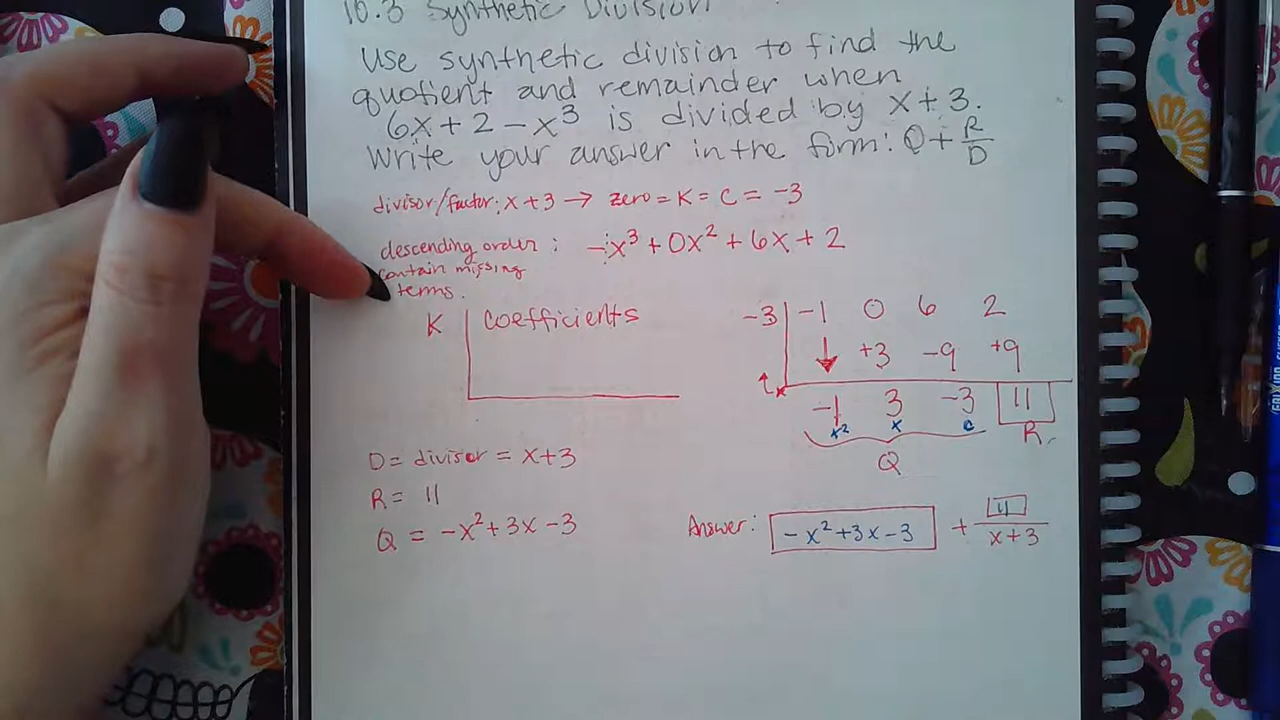 10.3 Synthetic Division
Use synthetic division to find the
quotient and remainder when
6x + 2 - x³ is divided by x + 3.
Write your answer in the form: Q + R/D
divisor/factor: x + 3 → zero = K = C = -3
descending order: -x³ + 0x² + 6x + 2
contain missing
terms.
K | coefficients
-3 | -1 0 6 2
↓ +3 -9 +9
-1 3 -3 11
x² x c R
Q
D = divisor = x+3
R = 11
Q = -x² + 3x - 3
Answer: -x² + 3x - 3 + 11/(x+3)